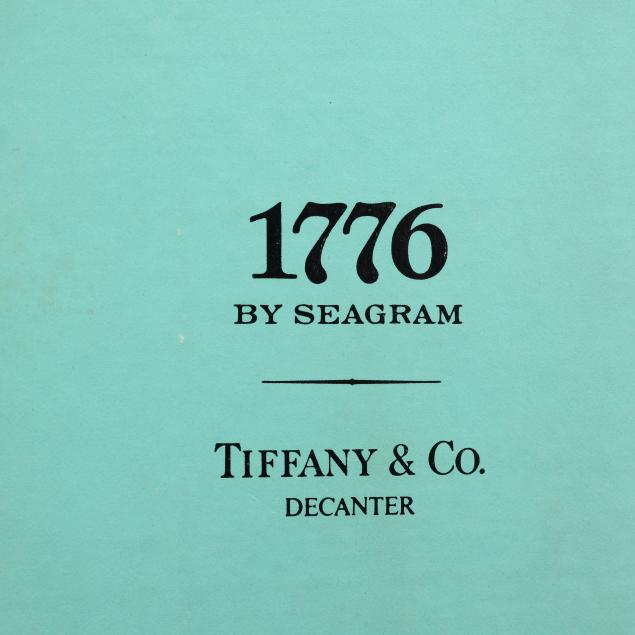 1776
BY SEAGRAM
TIFFANY & CO.
DECANTER